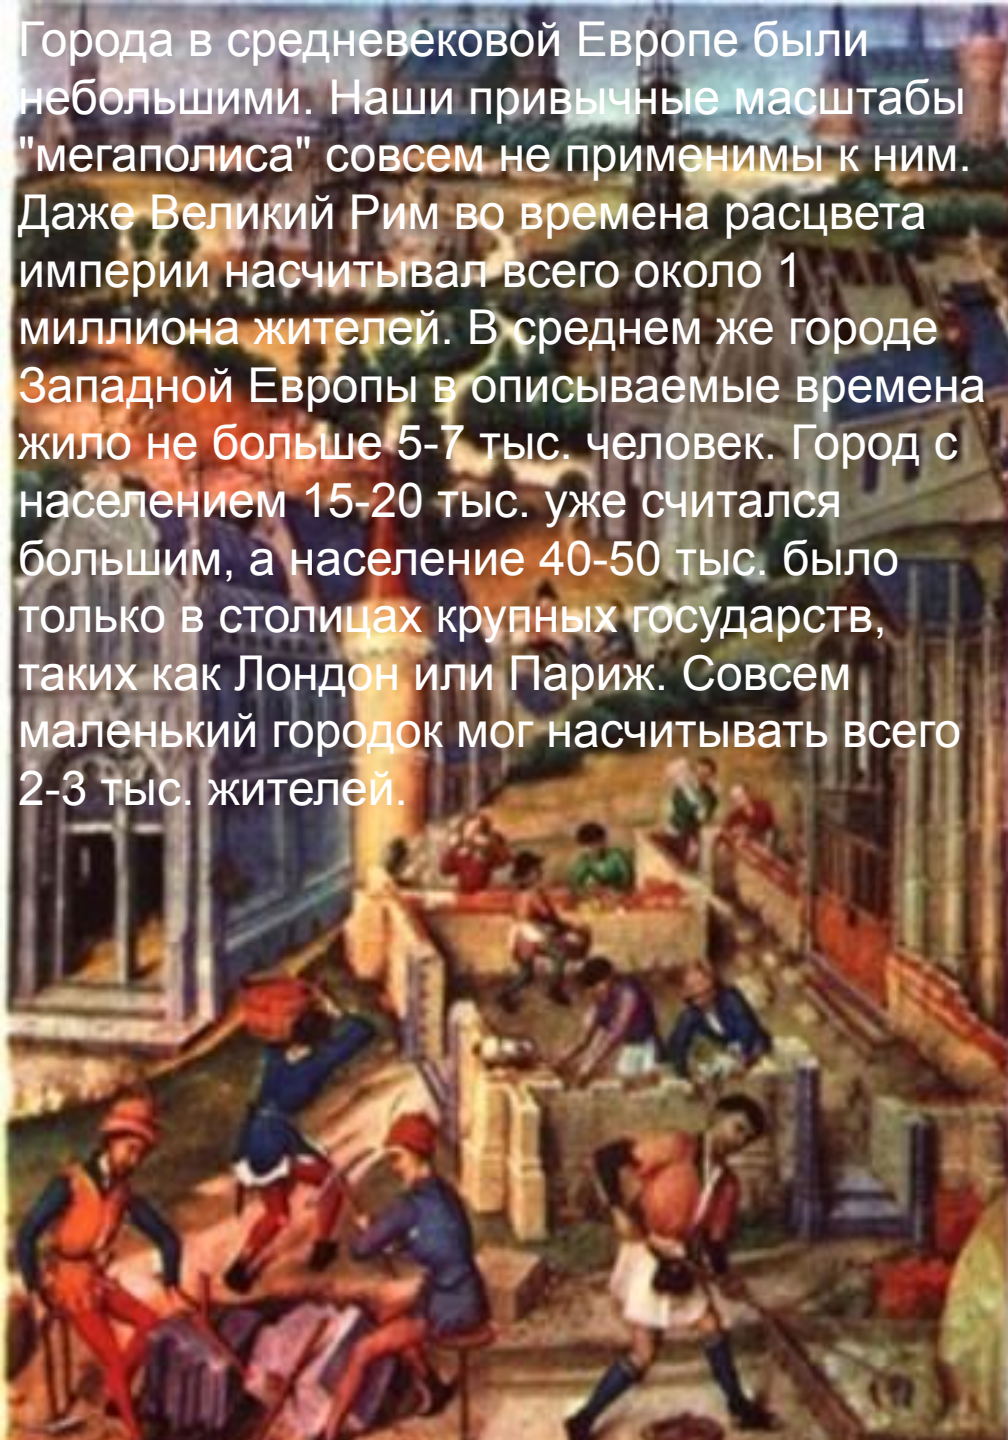 Города в средневековой Европе были
небольшими. Наши привычные масштабы
"мегаполиса" совсем не применимы к ним.
Даже Великий Рим во времена расцвета
империи насчитывал всего около 1
миллиона жителей. В среднем же городе
Западной Европы в описываемые времена
жило не больше 5-7 тыс. человек. Город с
населением 15-20 тыс. уже считался
большим, а население 40-50 тыс. было
только в столицах крупных государств,
таких как Лондон или Париж. Совсем
маленький городок мог насчитывать всего
2-3 тыс. жителей.